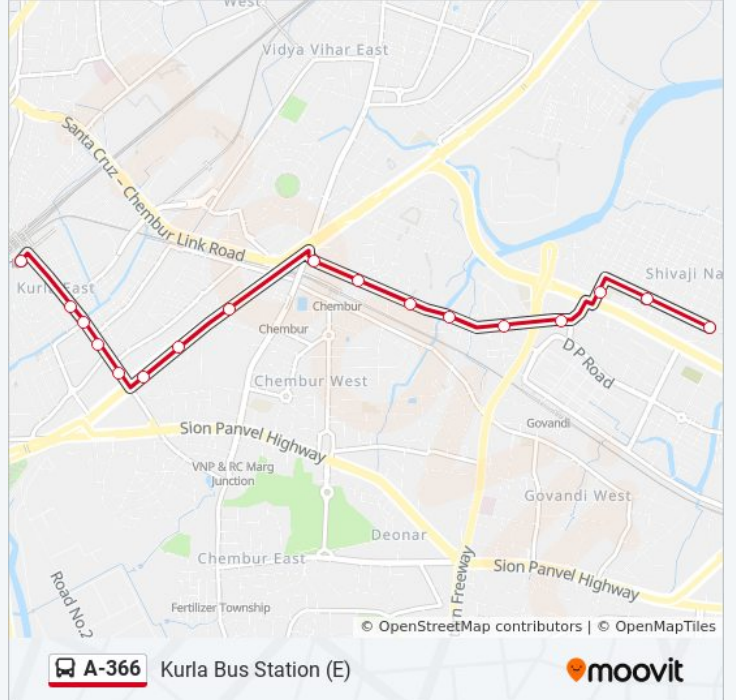 West
Vidya Vihar East
Santa Cruz – Chembur Link Road
Kurla East
Shivaji Na
Chembur
Chembur
D P Road
Chembur West
Govandi
Sion Panvel Highway
VNP & RC Marg
Junction
Govandi West
Deonar
Chembur East
Sion Panvel Highway
Road No.2
n Freeway
Fertilizer Township
© OpenStreetMap contributors | © OpenMapTiles
A-366 Kurla Bus Station (E)
moovit